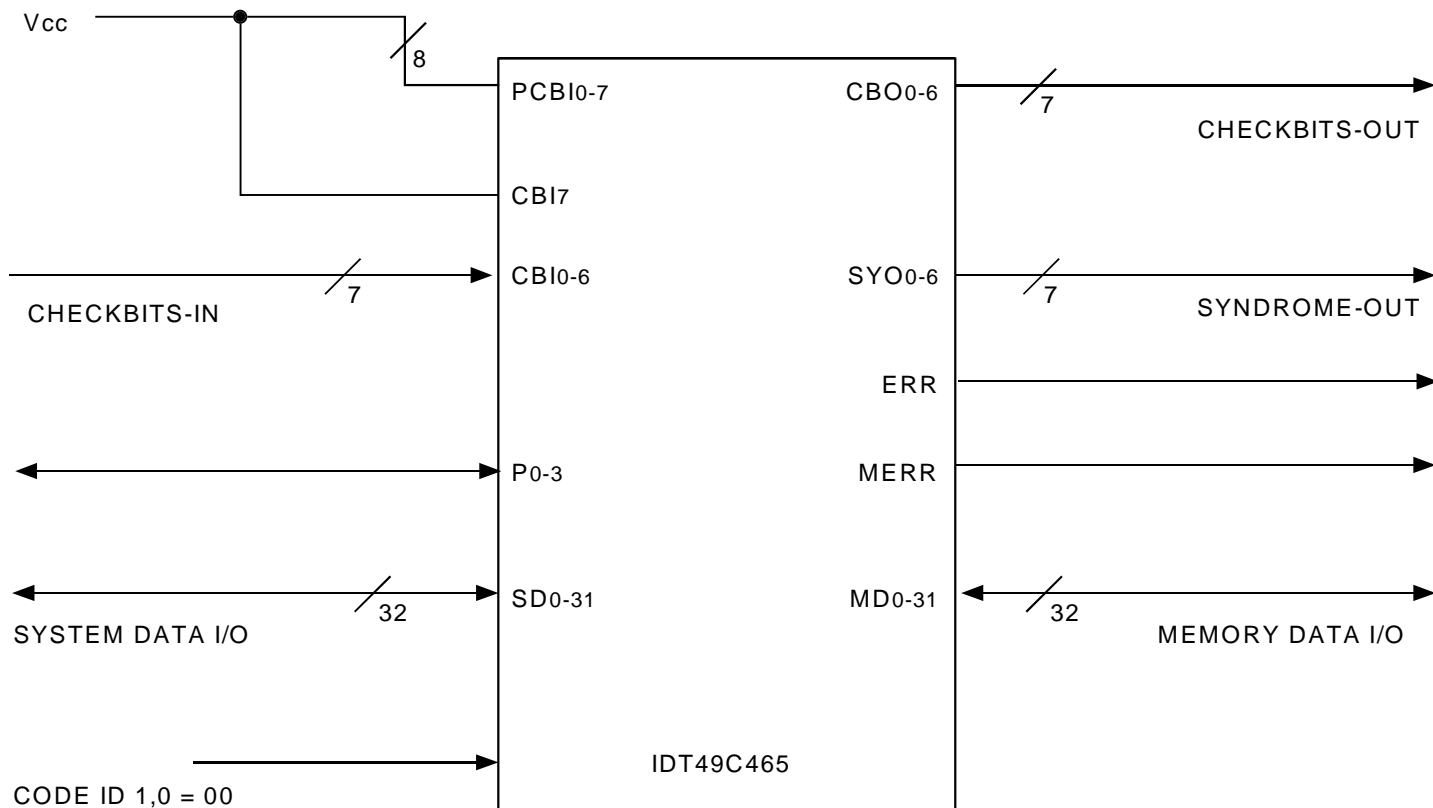 Vcc
8
PCBI0-7
CBO0-6
7
CHECKBITS-OUT
CBI7
CBI0-6
7
CHECKBITS-IN
SYO0-6
7
SYNDROME-OUT
ERR
P0-3
MERR
SD0-31
32
SYSTEM DATA I/O
MD0-31
32
MEMORY DATA I/O
IDT49C465
CODE ID 1,0 = 00